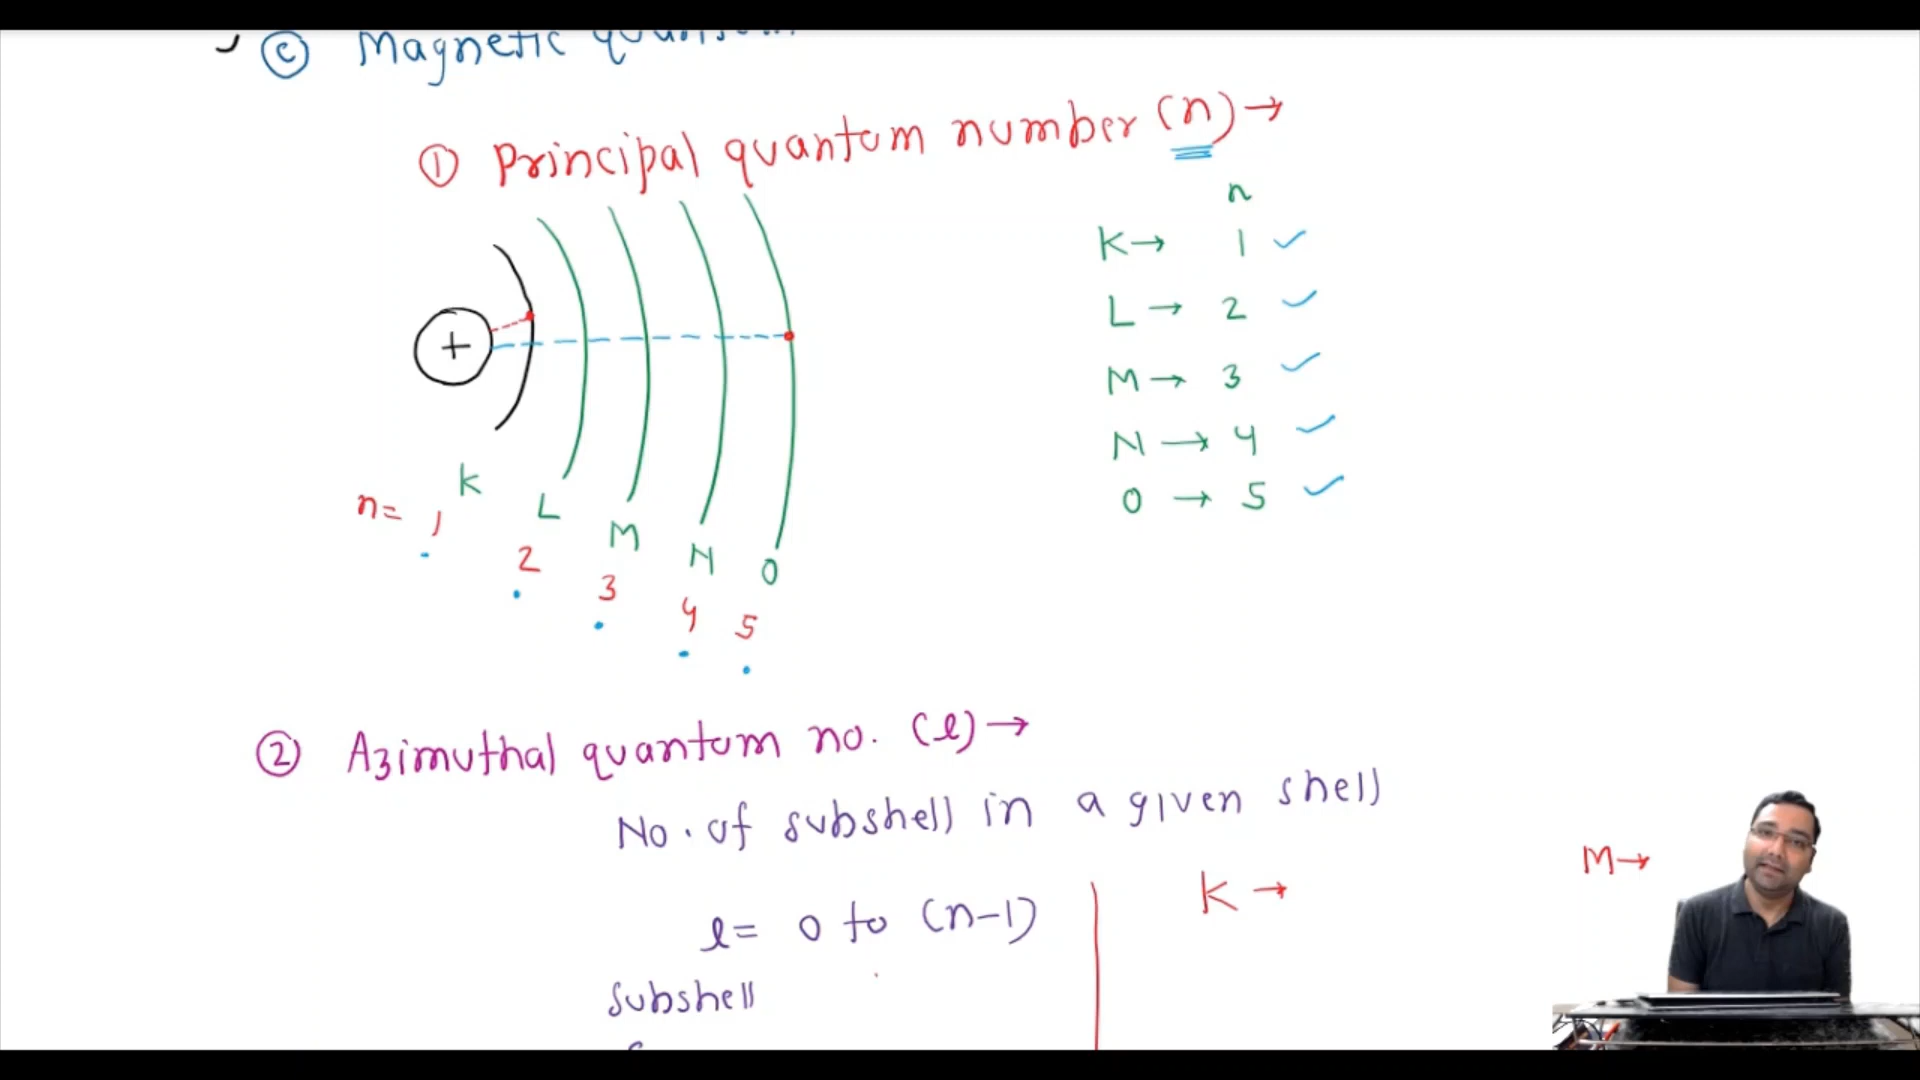 ⓒ Magnetic
① Principal quantum number (n)→
n
K→ 1 ✓
L→ 2 ✓
M→ 3 ✓
N→ 4 ✓
O→ 5 ✓
+
K L M N O
n= 1 2 3 4 5
② Azimuthal quantum no. (l)→
No. of subshell in a given shell
l= 0 to (n-1)
K→
M→
Subshell